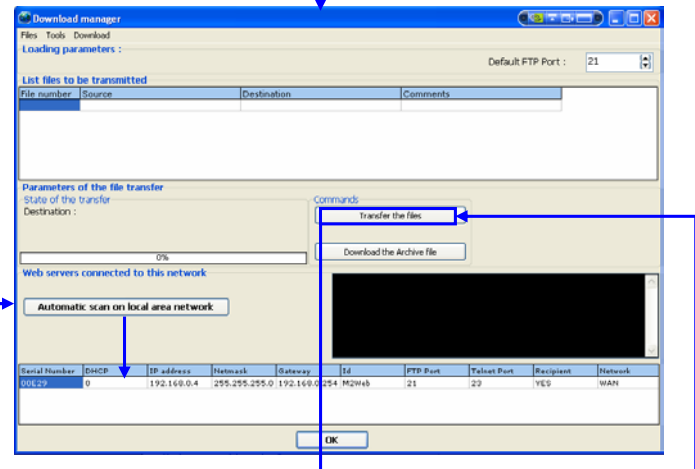 Download manager
Files Tools Download
Loading parameters :
Default FTP Port : 21
List files to be transmitted
File number Source Destination Comments
Parameters of the file transfer
State of the transfer Commands
Destination :
Transfer the files
Download the Archive file
0%
Web servers connected to this network
Automatic scan on local area network
Serial Number DHCP IP address Netmask Gateway Id FTP Port Telnet Port Recipient Network
00E29 0 192.168.0.4 255.255.255.0 192.168.0.254 M2Web 21 23 YES WAN
OK